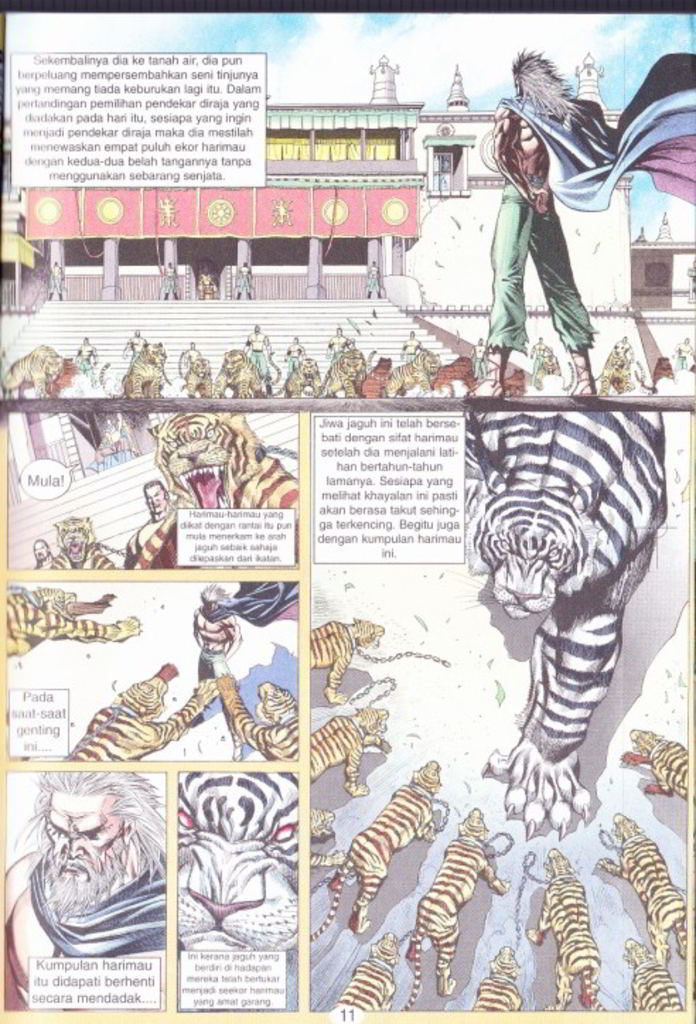 Sekembalinya dia ke tanah air, dia pun
berpeluang mempersembahkan seni tinjunya
yang memang tiada keburukan lagi itu. Dalam
pertandingan pemilihan pendekar diraja yang
diadakan pada hari itu, sesiapa yang ingin
menjadi pendekar diraja maka dia mestilah
menewaskan empat puluh ekor harimau
dengan kedua-dua belah tangannya tanpa
menggunakan sebarang senjata.
Mula!
Harimau-harimau yang
diikat dengan rantai itu pun
mula menerkam ke arah
jaguh sebaik sahaja
dilepaskan dari ikatan.
Jiwa jaguh ini telah berse-
bati dengan sifat harimau
setelah dia menjalani lati-
han bertahun-tahun
lamanya. Sesiapa yang
melihat khayalan ini pasti
akan berasa takut sehing-
ga terkencing. Begitu juga
dengan kumpulan harimau
ini.
Pada
saat-saat
genting
ini....
Kumpulan harimau
itu didapati berhenti
secara mendadak....
Ini kerana jaguh yang
berdiri di hadapan
mereka telah bertukar
menjadi seekor harimau
yang amat garang.
11